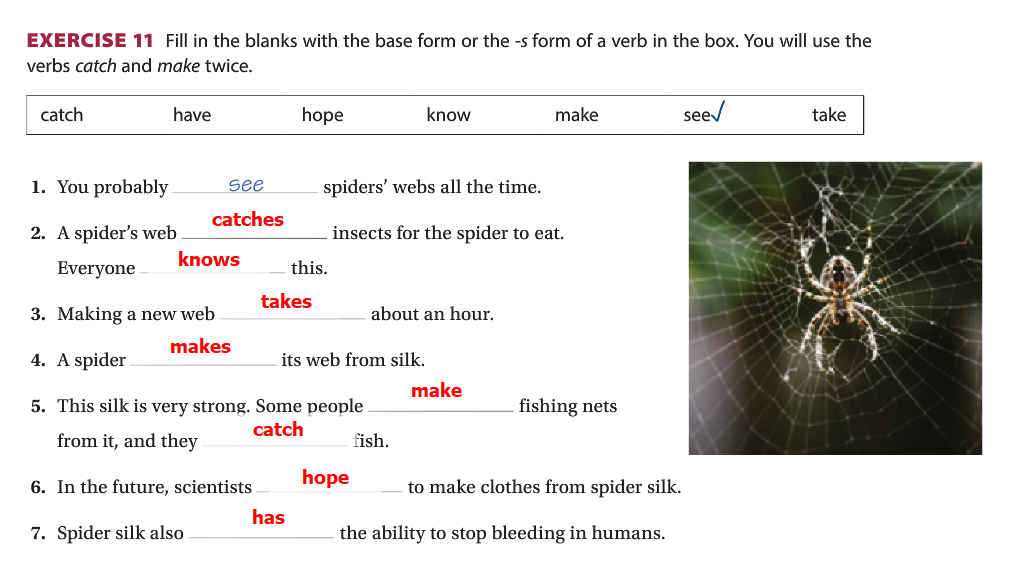 EXERCISE 11 Fill in the blanks with the base form or the -s form of a verb in the box. You will use the
verbs catch and make twice.
catch have hope know make see✓ take
1. You probably see spiders’ webs all the time.
2. A spider’s web catches insects for the spider to eat.
Everyone knows this.
3. Making a new web takes about an hour.
4. A spider makes its web from silk.
5. This silk is very strong. Some people make fishing nets
from it, and they catch fish.
6. In the future, scientists hope to make clothes from spider silk.
7. Spider silk also has the ability to stop bleeding in humans.